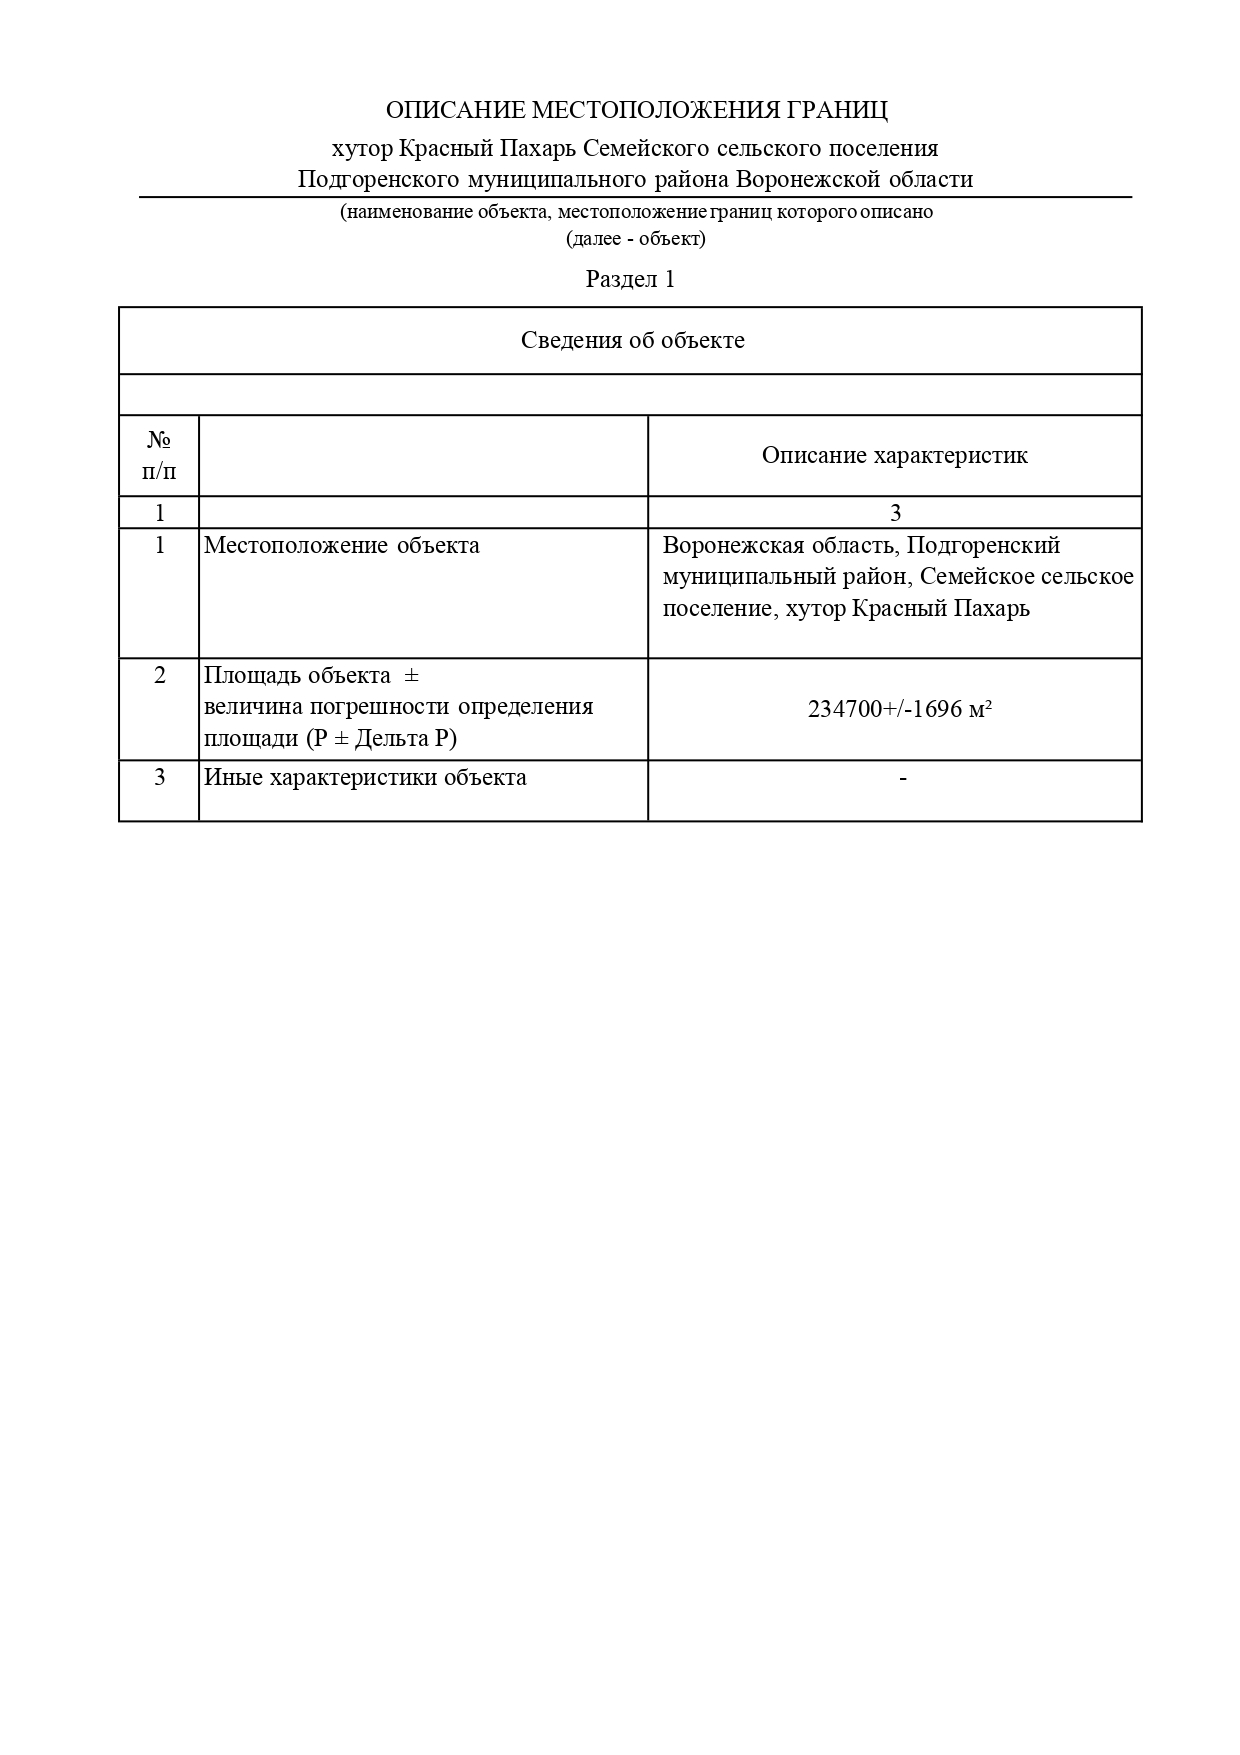 ОПИСАНИЕ МЕСТОПОЛОЖЕНИЯ ГРАНИЦ
хутор Красный Пахарь Семейского сельского поселения
Подгоренского муниципального района Воронежской области
(наименование объекта, местоположение границ которого описано
(далее - объект)
Раздел 1
Сведения об объекте
№
п/п
Описание характеристик
1
3
1
Местоположение объекта
Воронежская область, Подгоренский
муниципальный район, Семейское сельское
поселение, хутор Красный Пахарь
2
Площадь объекта ±
величина погрешности определения
площади (P ± Дельта P)
234700+/-1696 м²
3
Иные характеристики объекта
-